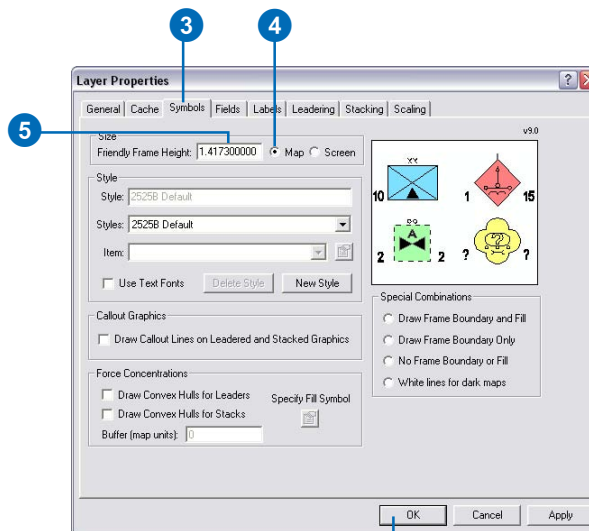 3
4
Layer Properties
?
General Cache Symbols Fields Labels Leadering Stacking Scaling
5
Size
Friendly Frame Height: 1.417300000 Map Screen
v9.0
Style
Style: 2525B Default
Styles: 2525B Default
Item:
Use Text Fonts Delete Style New Style
XX
10
1 15
A
2 2
? ? ?
Callout Graphics
Draw Callout Lines on Leadered and Stacked Graphics
Special Combinations
Draw Frame Boundary and Fill
Draw Frame Boundary Only
No Frame Boundary or Fill
White lines for dark maps
Force Concentrations
Draw Convex Hulls for Leaders
Draw Convex Hulls for Stacks
Specify Fill Symbol
Buffer (map units): 0
OK Cancel Apply